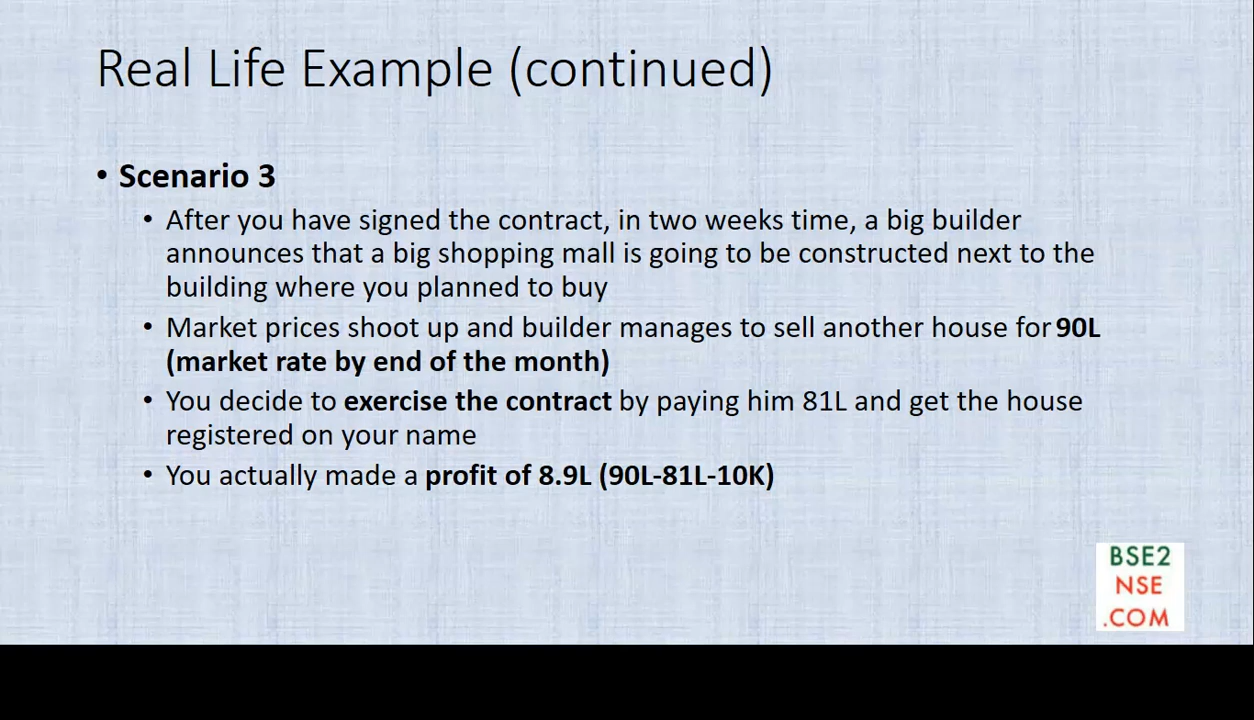 Real Life Example (continued)
• Scenario 3
• After you have signed the contract, in two weeks time, a big builder
announces that a big shopping mall is going to be constructed next to the
building where you planned to buy
• Market prices shoot up and builder manages to sell another house for 90L
(market rate by end of the month)
• You decide to exercise the contract by paying him 81L and get the house
registered on your name
• You actually made a profit of 8.9L (90L-81L-10K)
BSE2
NSE
.COM